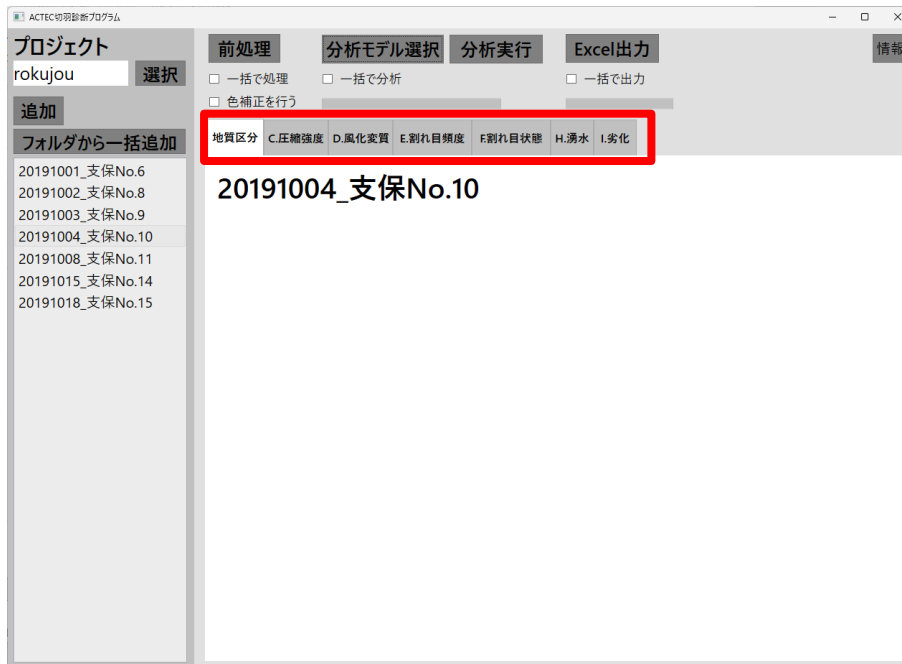 ACTEC切羽診断プログラム
プロジェクト
rokujou 選択
追加
フォルダから一括追加
20191001_支保No.6
20191002_支保No.8
20191003_支保No.9
20191004_支保No.10
20191008_支保No.11
20191015_支保No.14
20191018_支保No.15
前処理 分析モデル選択 分析実行 Excel出力 情報
一括で処理 一括で分析 一括で出力
色補正を行う
地質区分 C.圧縮強度 D.風化変質 E.割れ目頻度 F.割れ目状態 H.湧水 I.劣化
20191004_支保No.10